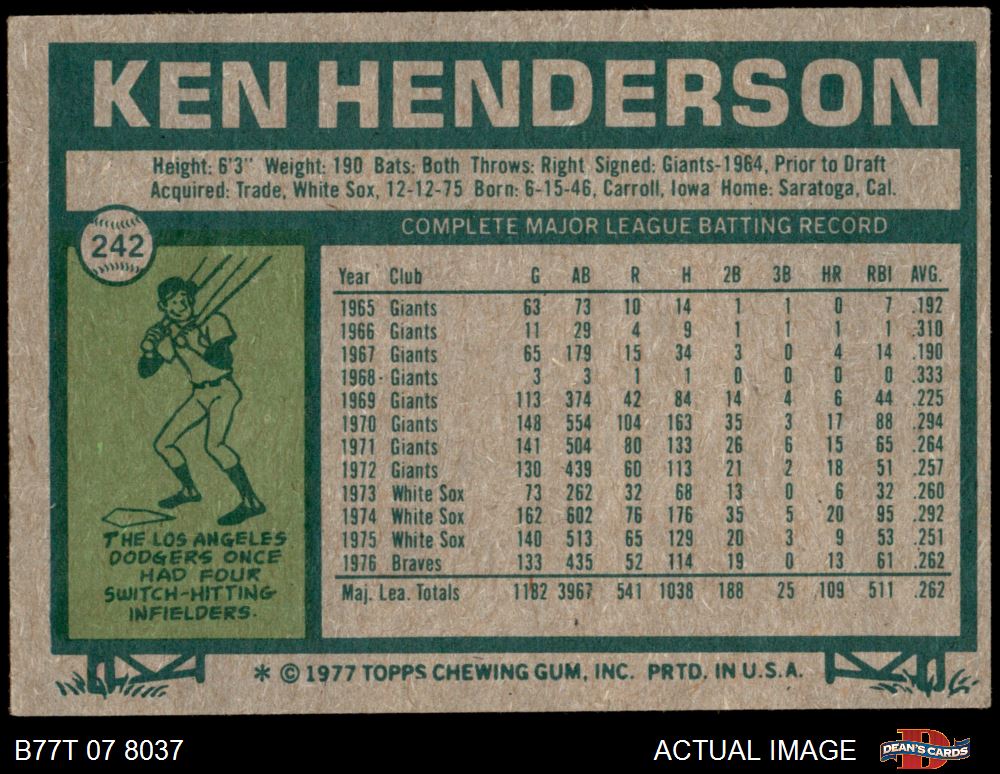 KEN HENDERSON
Height: 6'3" Weight: 190 Bats: Both Throws: Right Signed: Giants-1964, Prior to Draft
Acquired: Trade, White Sox, 12-12-75 Born: 6-15-46, Carroll, Iowa Home: Saratoga, Cal.
242
COMPLETE MAJOR LEAGUE BATTING RECORD
Year Club G AB R H 2B 3B HR RBI AVG.
1965 Giants 63 73 10 14 1 1 0 7 .192
1966 Giants 11 29 4 9 1 1 1 1 .310
1967 Giants 65 179 15 34 3 0 4 14 .190
1968- Giants 3 3 1 1 0 0 0 0 .333
1969 Giants 113 374 42 84 14 4 6 44 .225
1970 Giants 148 554 104 163 35 3 17 88 .294
1971 Giants 141 504 80 133 26 6 15 65 .264
1972 Giants 130 439 60 113 21 2 18 51 .257
1973 White Sox 73 262 32 68 13 0 6 32 .260
1974 White Sox 162 602 76 176 35 5 20 95 .292
1975 White Sox 140 513 65 129 20 3 9 53 .251
1976 Braves 133 435 52 114 19 0 13 61 .262
Maj. Lea. Totals 1182 3967 541 1038 188 25 109 511 .262
THE LOS ANGELES
DODGERS ONCE
HAD FOUR
SWITCH-HITTING
INFIELDERS.
* © 1977 TOPPS CHEWING GUM, INC. PRTD. IN U.S.A.
B77T 07 8037
ACTUAL IMAGE
DEAN'S CARDS